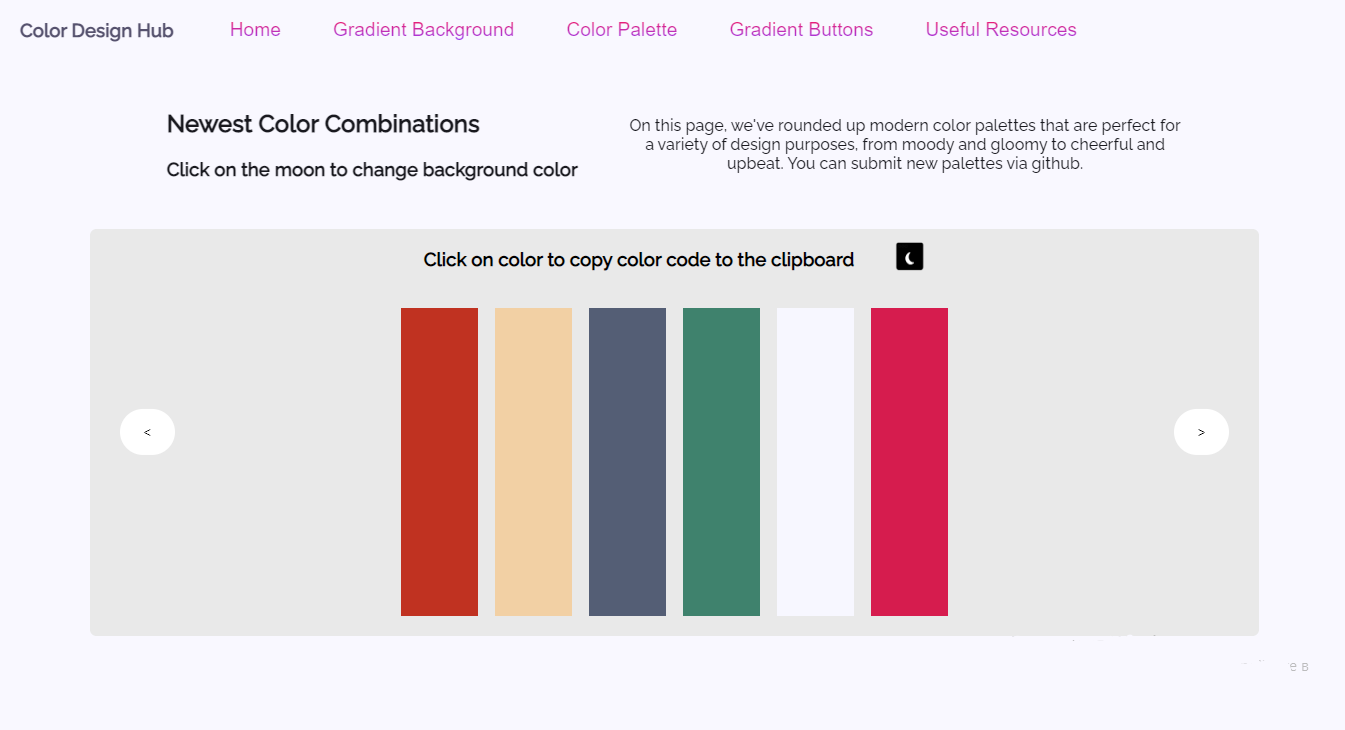 Color Design Hub Home Gradient Background Color Palette Gradient Buttons Useful Resources
Newest Color Combinations
Click on the moon to change background color
On this page, we've rounded up modern color palettes that are perfect for
a variety of design purposes, from moody and gloomy to cheerful and
upbeat. You can submit new palettes via github.
Click on color to copy color code to the clipboard
<
>